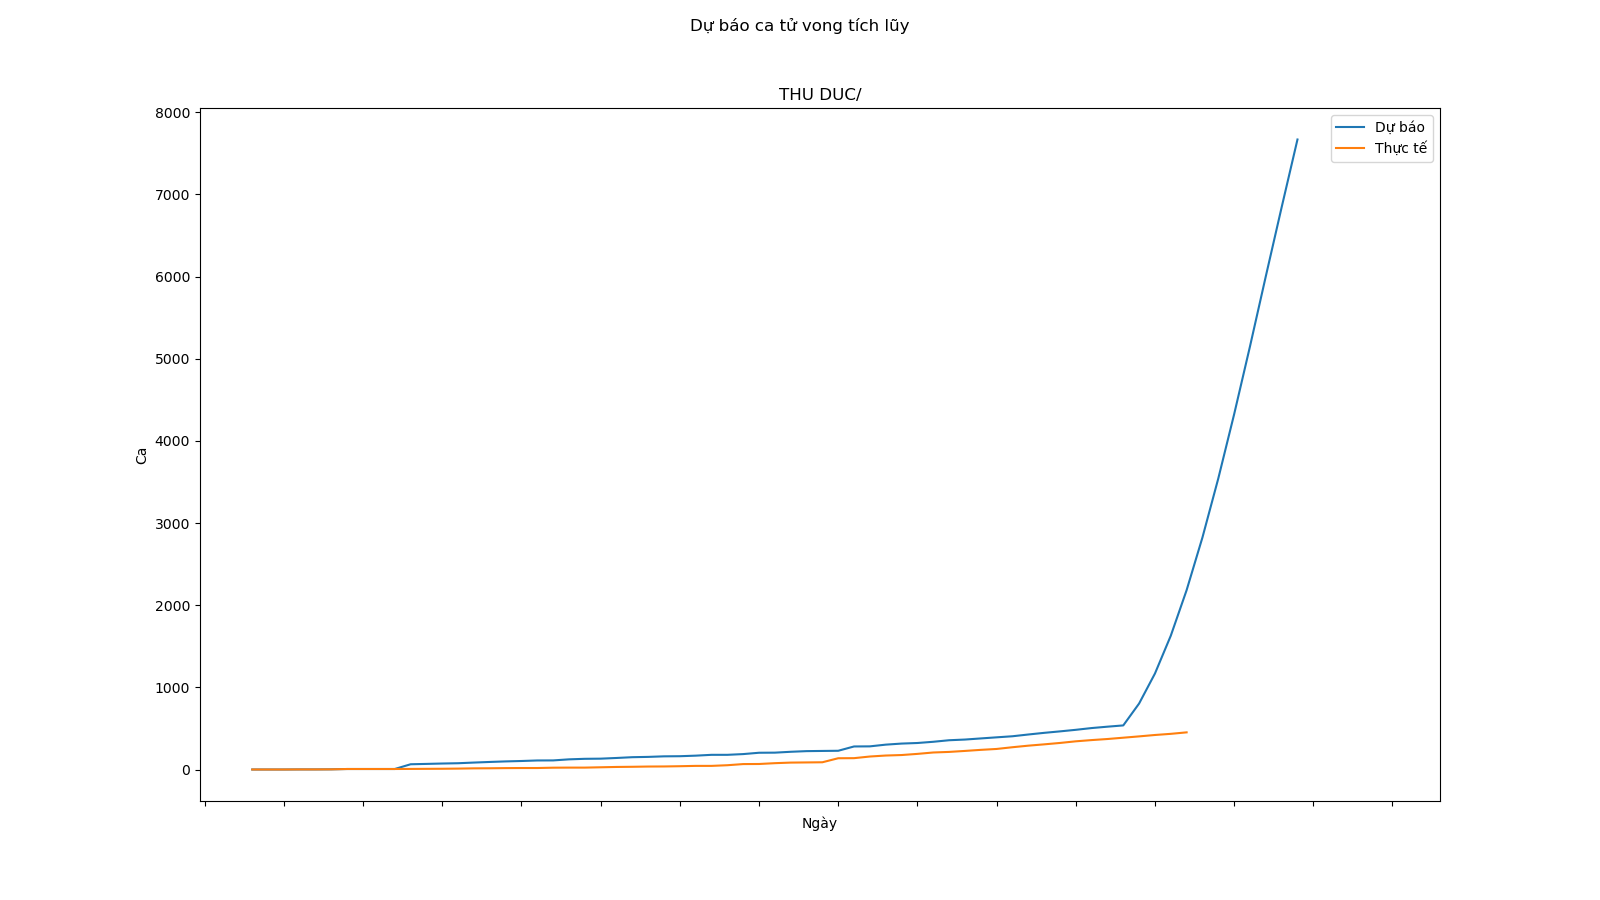 Dự báo ca tử vong tích lũy
THU DUC/
Dự báo
Thực tế
8000
7000
6000
5000
4000
3000
2000
1000
0
Ca
Ngày